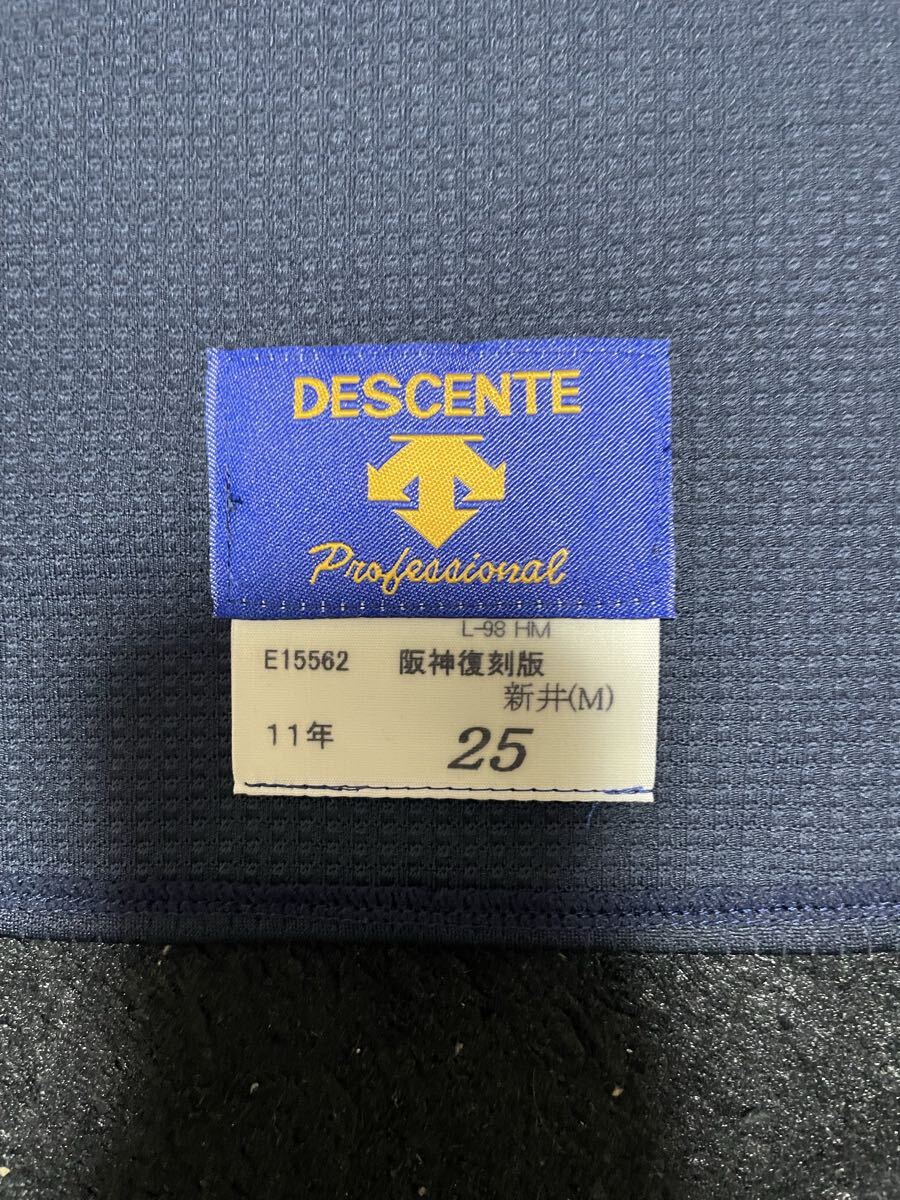 DESCENTE
Professional
L-98 HM
E15562 阪神復刻版
新井(M)
11年 25